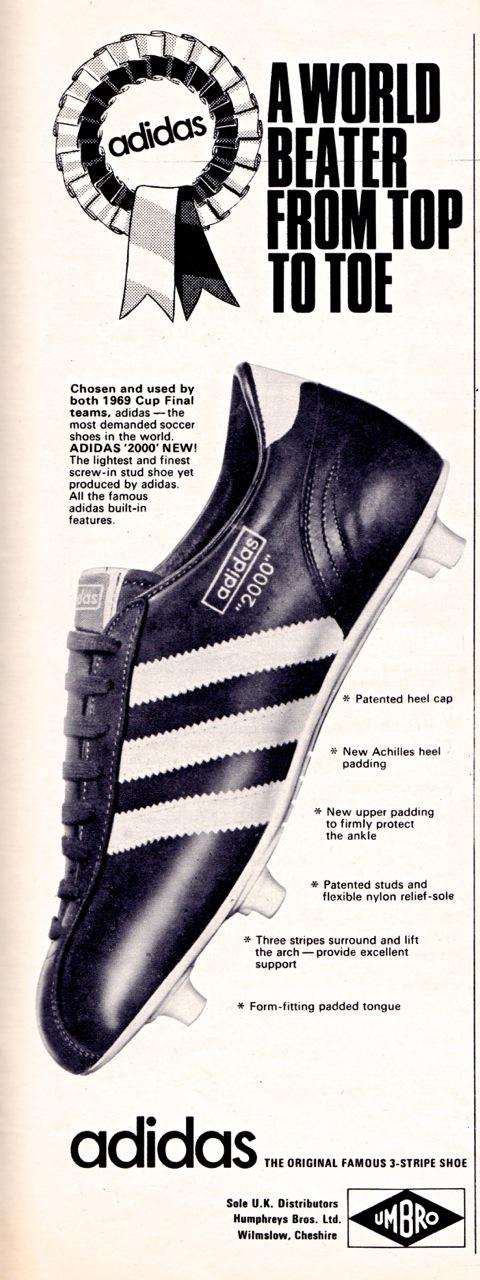 adidas
A WORLD
BEATER
FROM TOP
TO TOE
Chosen and used by
both 1969 Cup Final
teams, adidas — the
most demanded soccer
shoes in the world.
ADIDAS '2000' NEW!
The lightest and finest
screw-in stud shoe yet
produced by adidas.
All the famous
adidas built-in
features.
adidas
"2000"
das
* Patented heel cap
* New Achilles heel
padding
* New upper padding
to firmly protect
the ankle
* Patented studs and
flexible nylon relief-sole
* Three stripes surround and lift
the arch — provide excellent
support
* Form-fitting padded tongue
adidas THE ORIGINAL FAMOUS 3-STRIPE SHOE
Sole U.K. Distributors
Humphreys Bros. Ltd.
Wilmslow, Cheshire
UMBRO